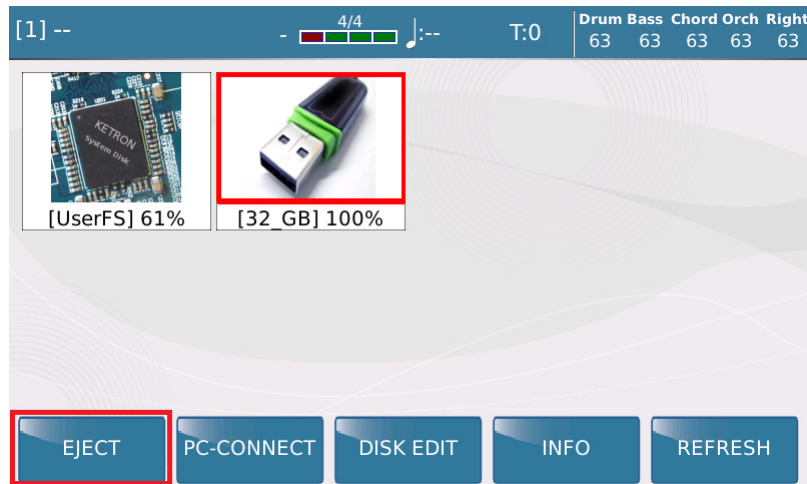 [1] --
- 4/4 ♩:-- T:0
Drum Bass Chord Orch Right
63 63 63 63 63
KETRON
System Disk
[UserFS] 61%
[32_GB] 100%
EJECT
PC-CONNECT
DISK EDIT
INFO
REFRESH